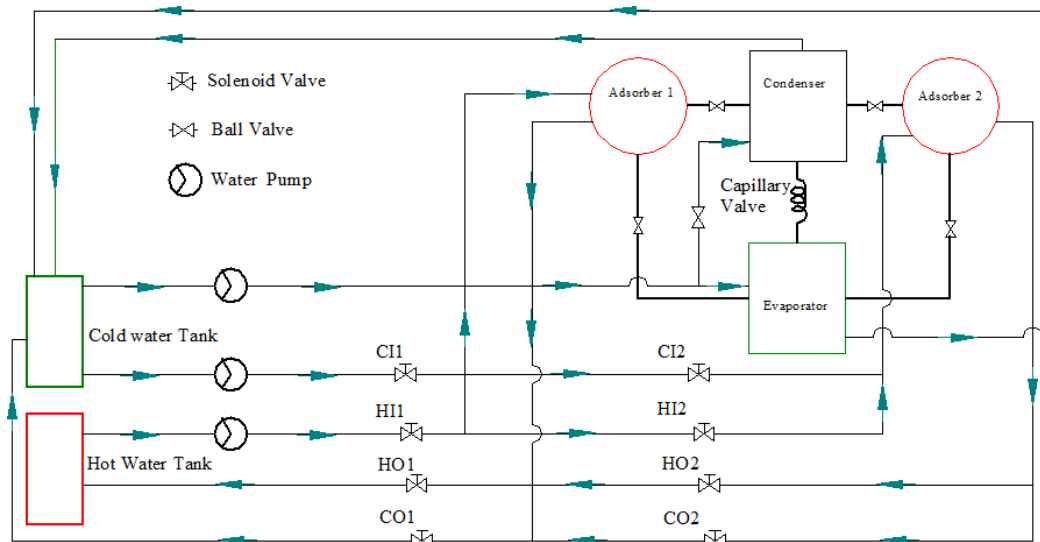 Solenoid Valve
Ball Valve
Water Pump
Adsorber 1
Condenser
Adsorber 2
Capillary
Valve
Evaporator
Cold water Tank
CI1
CI2
HI1
HI2
Hot Water Tank
HO1
HO2
CO1
CO2